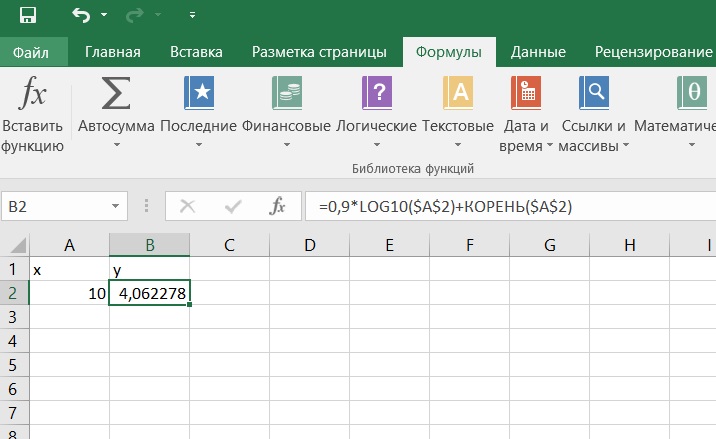 Файл Главная Вставка Разметка страницы Формулы Данные Рецензирование
fx Σ ? A θ
Вставить Автосумма Последние Финансовые Логические Текстовые Дата и Ссылки и Математиче
функцию время массивы
Библиотека функций
B2 fx =0,9*LOG10($A$2)+КОРЕНЬ($A$2)
A B C D E F G H I
1 x y
2 10 4,062278
3
4
5
6
7
8